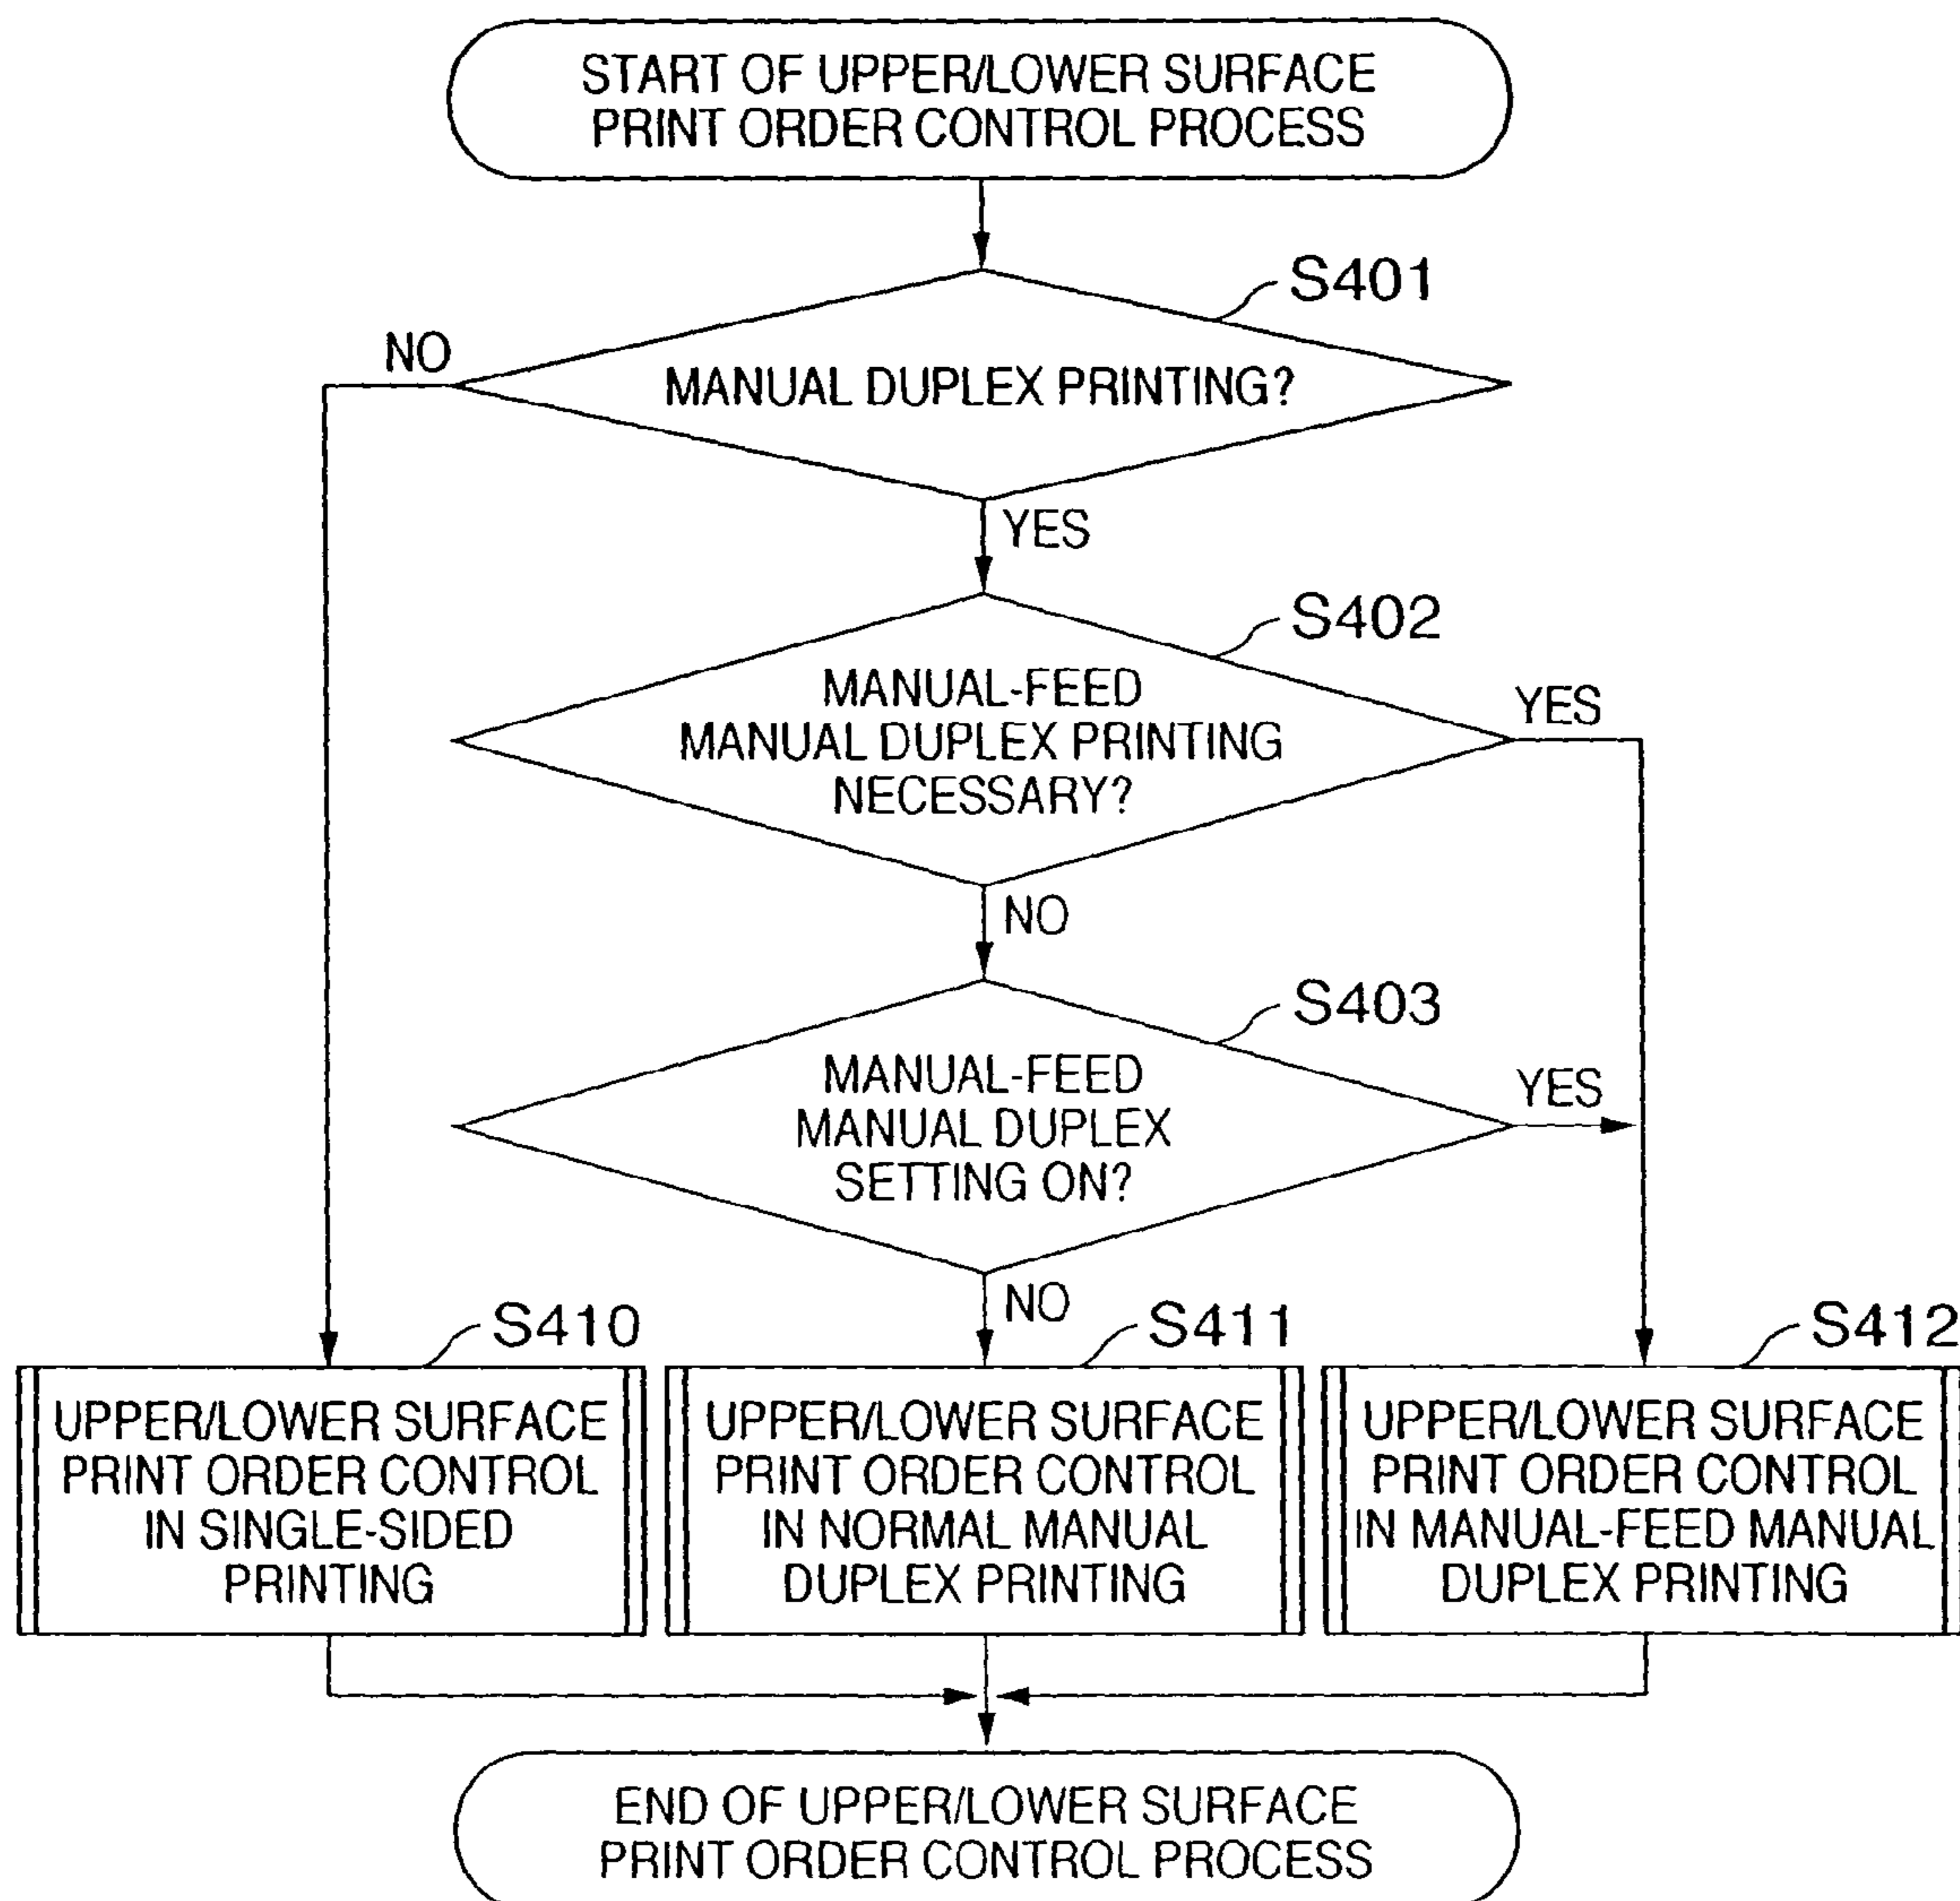 START OF UPPER/LOWER SURFACE
PRINT ORDER CONTROL PROCESS
S401
NO
MANUAL DUPLEX PRINTING?
YES
S402
MANUAL-FEED
MANUAL DUPLEX PRINTING
NECESSARY?
YES
NO
S403
MANUAL-FEED
MANUAL DUPLEX
SETTING ON?
YES
NO
S410
UPPER/LOWER SURFACE
PRINT ORDER CONTROL
IN SINGLE-SIDED
PRINTING
S411
UPPER/LOWER SURFACE
PRINT ORDER CONTROL
IN NORMAL MANUAL
DUPLEX PRINTING
S412
UPPER/LOWER SURFACE
PRINT ORDER CONTROL
IN MANUAL-FEED MANUAL
DUPLEX PRINTING
END OF UPPER/LOWER SURFACE
PRINT ORDER CONTROL PROCESS